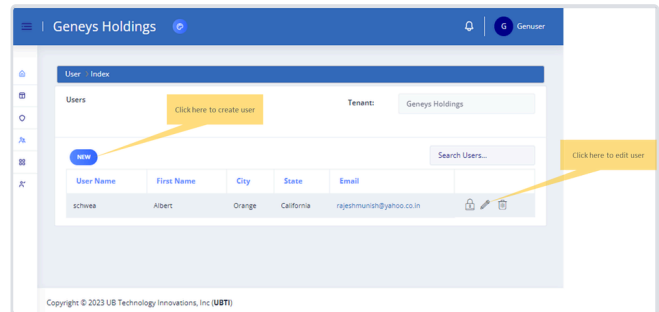 Geneys Holdings
G Genuser
User Index
Users
Click here to create user
Tenant: Geneys Holdings
NEW
Search Users...
Click here to edit user
User Name First Name City State Email
schwea Albert Orange California rajeshmunish@yahoo.co.in
Copyright © 2023 UB Technology Innovations, Inc (UBTI)